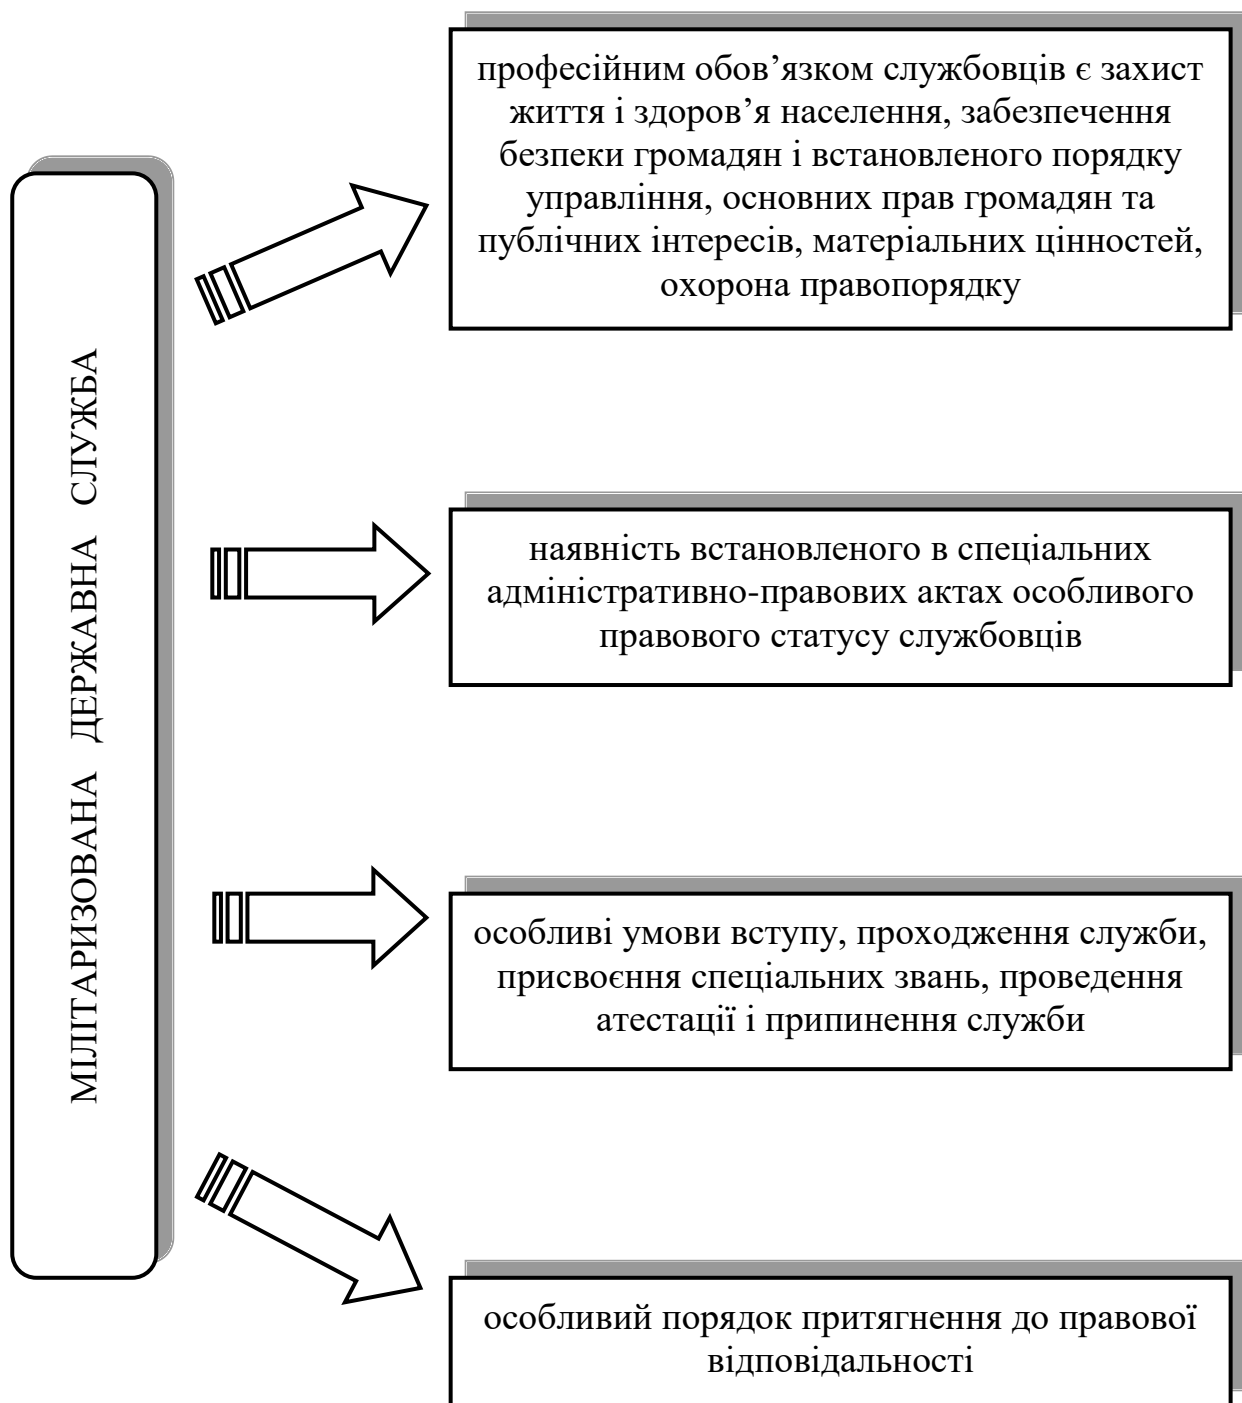 МІЛІТАРИЗОВАНА ДЕРЖАВНА СЛУЖБА
професійним обов’язком службовців є захист
життя і здоров’я населення, забезпечення
безпеки громадян і встановленого порядку
управління, основних прав громадян та
публічних інтересів, матеріальних цінностей,
охорона правопорядку
наявність встановленого в спеціальних
адміністративно-правових актах особливого
правового статусу службовців
особливі умови вступу, проходження служби,
присвоєння спеціальних звань, проведення
атестації і припинення служби
особливий порядок притягнення до правової
відповідальності